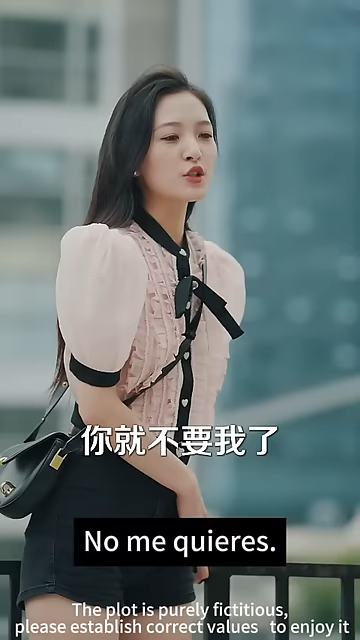 你就不要我了
No me quieres.
The plot is purely fictitious,
please establish correct values to enjoy it